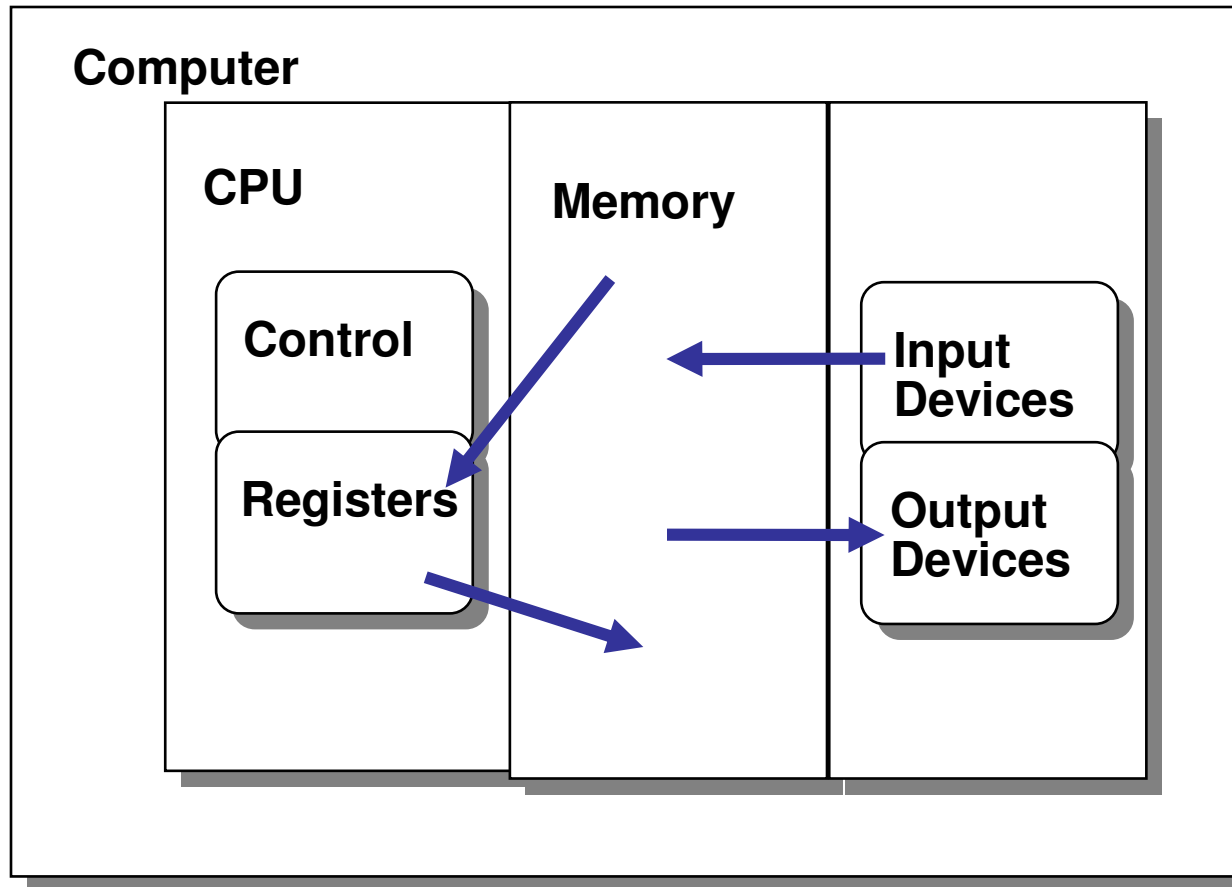 Computer
CPU
Memory
Control
Registers
Input
Devices
Output
Devices